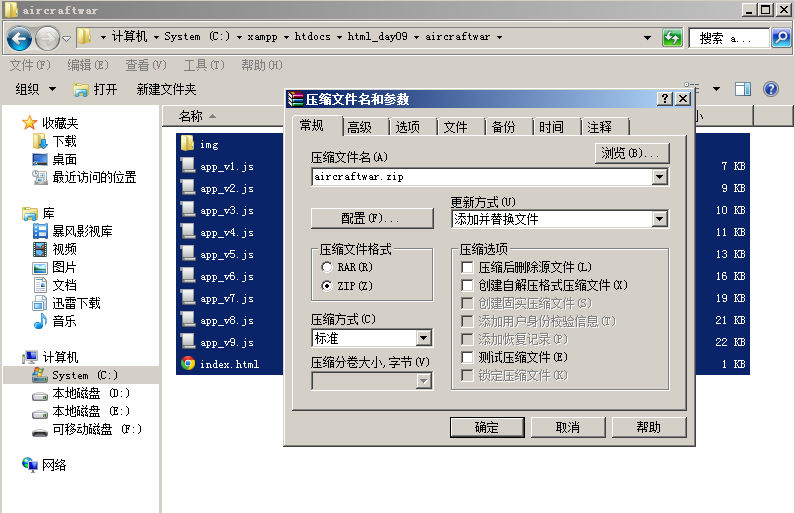 aircraftwar
计算机 System (C:) xampp htdocs html_day09 aircraftwar
搜索 a...
文件(F) 编辑(E) 查看(V) 工具(T) 帮助(H)
组织 打开 新建文件夹
名称
收藏夹
下载
桌面
最近访问的位置
库
暴风影视库
视频
图片
文档
迅雷下载
音乐
计算机
System (C:)
本地磁盘 (D:)
本地磁盘 (E:)
可移动磁盘 (F:)
网络
img
app_v1.js 7 KB
app_v2.js 9 KB
app_v3.js 10 KB
app_v4.js 11 KB
app_v5.js 13 KB
app_v6.js 16 KB
app_v7.js 19 KB
app_v8.js 21 KB
app_v9.js 22 KB
index.html 1 KB
压缩文件名和参数
常规 高级 选项 文件 备份 时间 注释
压缩文件名(A)
浏览(B)...
aircraftwar.zip
配置(F)...
更新方式(U)
添加并替换文件
压缩文件格式
RAR(R)
ZIP(Z)
压缩方式(C)
标准
压缩分卷大小,字节(V)
压缩选项
压缩后删除源文件(L)
创建自解压格式压缩文件(X)
创建固实压缩文件(S)
添加用户身份校验信息(T)
添加恢复记录(P)
测试压缩文件(E)
锁定压缩文件(K)
确定 取消 帮助